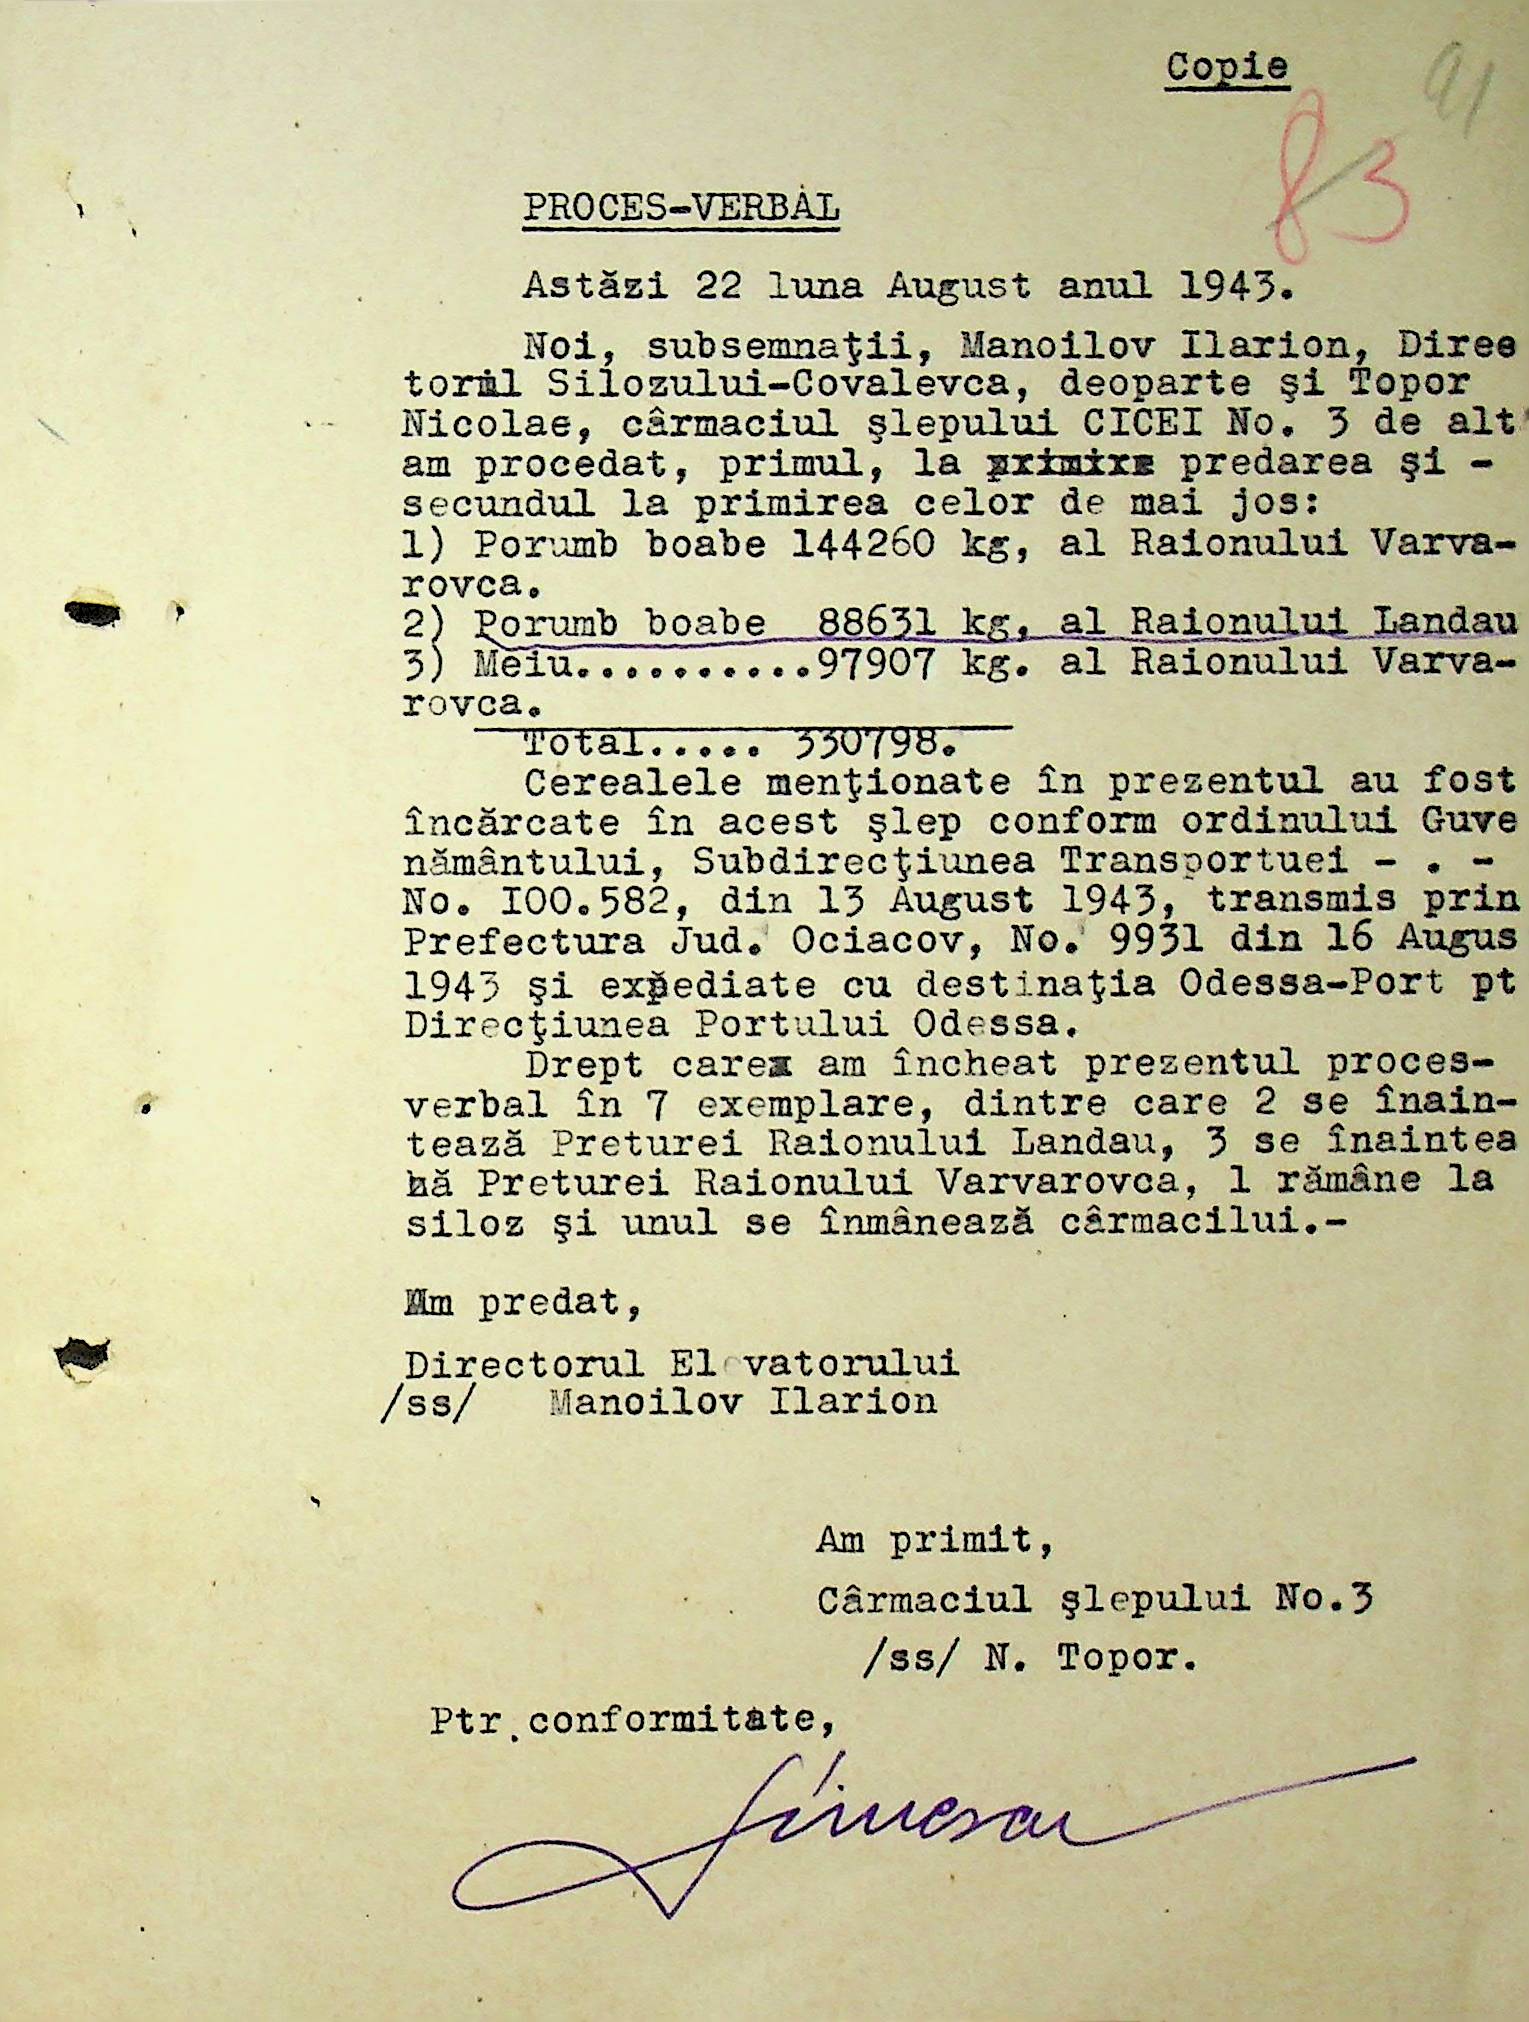 Copie
91
83
PROCES-VERBAL
Astăzi 22 luna August anul 1943.
Noi, subsemnaţii, Manoilov Ilarion, Diree
torul Silozului-Covalevca, deoparte şi Topor
Nicolae, cârmaciul şlepului CICEI No. 3 de alt
am procedat, primul, la primire predarea şi -
secundul la primirea celor de mai jos:
1) Porumb boabe 144260 kg, al Raionului Varva-
rovca.
2) Porumb boabe 88631 kg, al Raionului Landau
3) Meiu..........97907 kg. al Raionului Varva-
rovca.
Total..... 330798.
Cerealele menţionate în prezentul au fost
încărcate în acest şlep conform ordinului Guve
nământului, Subdirecţiunea Transportuei - . -
No. I00.582, din 13 August 1943, transmis prin
Prefectura Jud. Ociacov, No. 9931 din 16 Augus
1943 şi expediate cu destinaţia Odessa-Port pt
Direcţiunea Portului Odessa.
Drept care am încheat prezentul proces-
verbal în 7 exemplare, dintre care 2 se înain-
tează Preturei Raionului Landau, 3 se înaintea
ză Preturei Raionului Varvarovca, 1 rămâne la
siloz şi unul se înmânează cârmacilui.-
Am predat,
Directorul Elevatorului
/ss/ Manoilov Ilarion
Am primit,
Cârmaciul şlepului No.3
/ss/ N. Topor.
Ptr.conformitate,